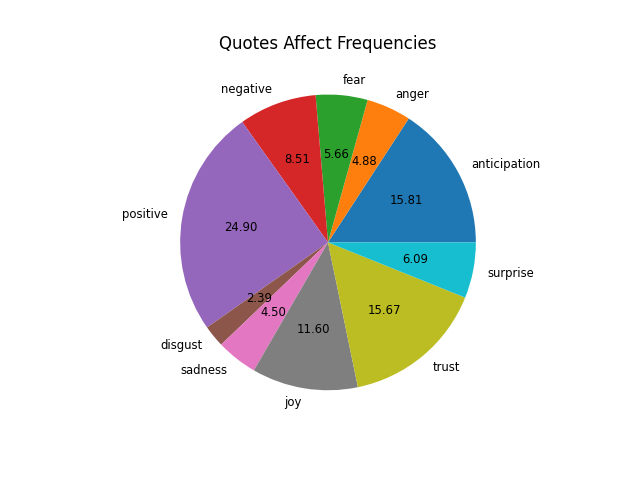 Quotes Affect Frequencies
fear
negative
anger
5.66
8.51
4.88
anticipation
15.81
positive
24.90
6.09
surprise
2.39
4.50
15.67
11.60
disgust
trust
sadness
joy